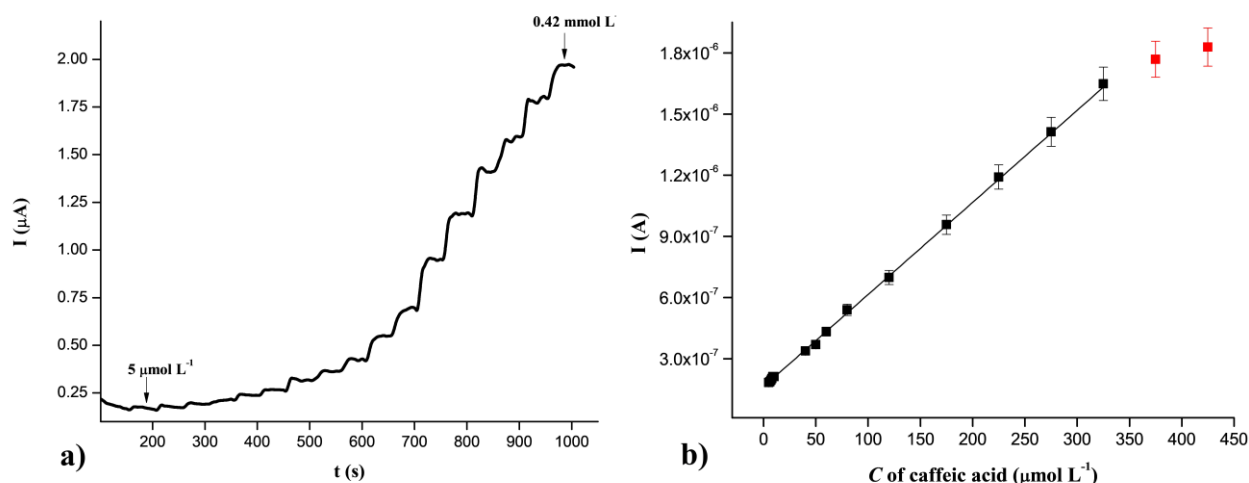 0.42 mmol L
2.00
1.75
1.50
1.25
1.00
0.75
0.50
0.25
I (μA)
5 μmol L⁻¹
200 300 400 500 600 700 800 900 1000
t (s)
a)
1.8x10⁻⁶
1.5x10⁻⁶
1.2x10⁻⁶
9.0x10⁻⁷
6.0x10⁻⁷
3.0x10⁻⁷
I (A)
0 50 100 150 200 250 300 350 400 450
C of caffeic acid (μmol L⁻¹)
b)